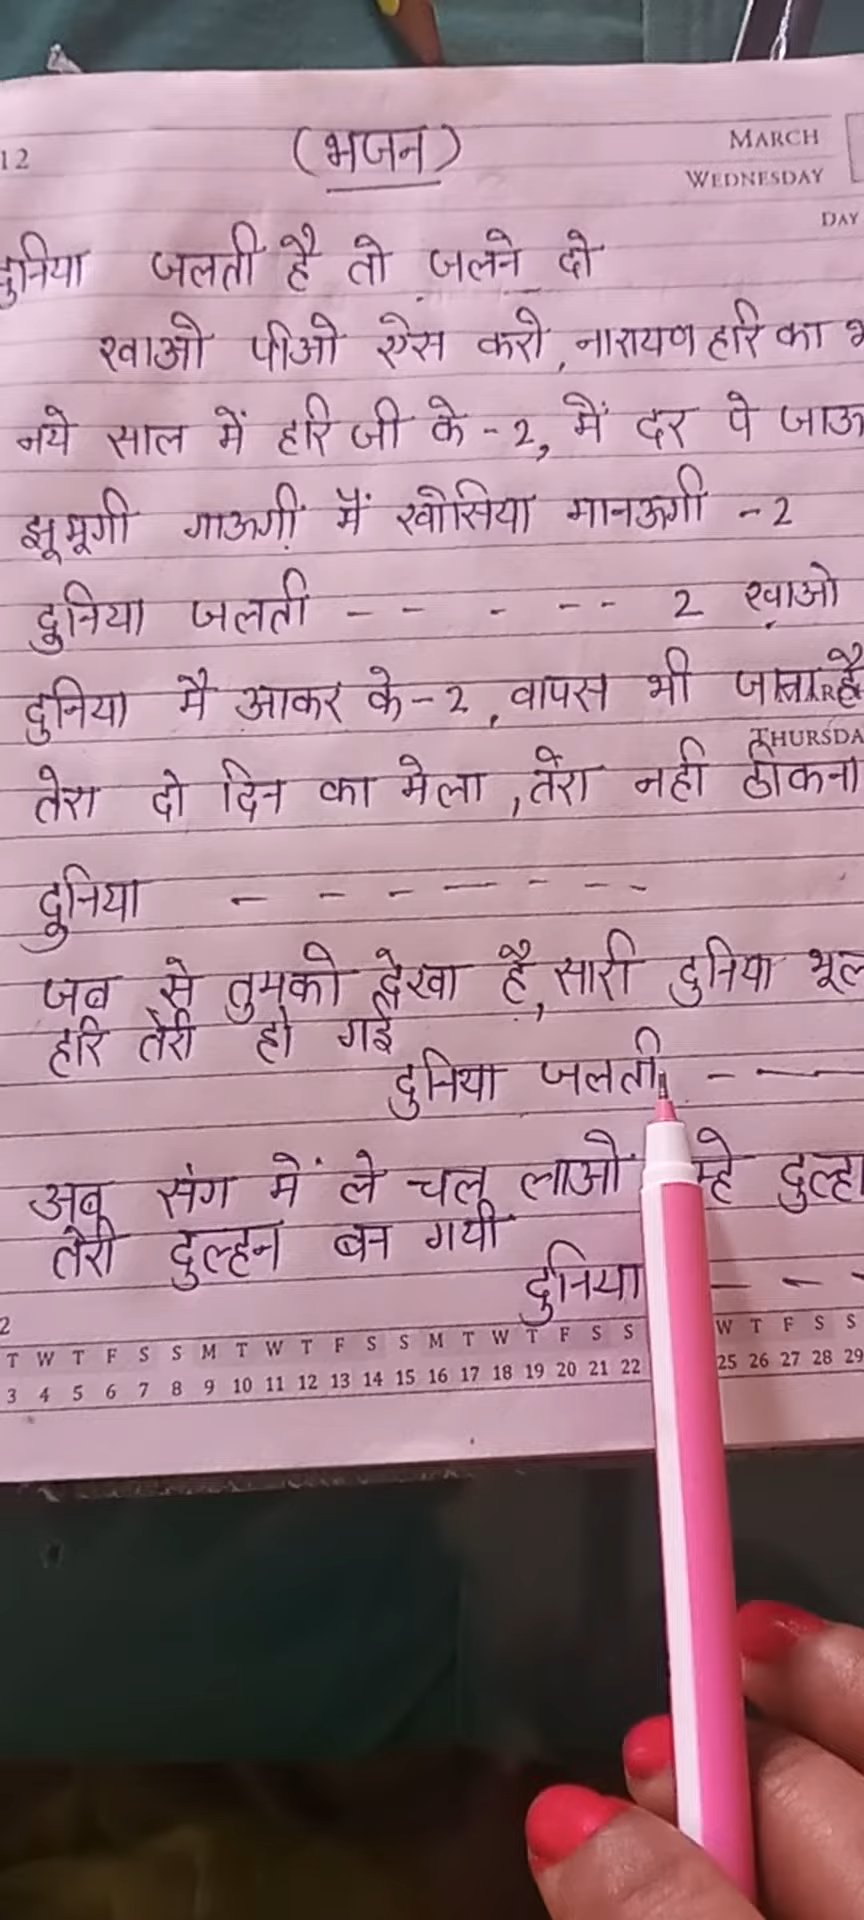 12
(भजन)
MARCH
WEDNESDAY
DAY
दुनिया जलती है तो जलने दो
खाओ पीओ ऐस करो, नारायण हरि का
नये साल में हरि जी के -2, मैं दर पे जाऊ
झूमूगी गाऊगी मैं खोसिया मानऊगी -2
दुनिया जलती -- - -- 2 खाओ
दुनिया मै आकर के -2, वापस भी जाना है
THURSDA
तेरा दो दिन का मेला, तेरा नही ठीकना
दुनिया - - - - - - -
जब से तुमको देखा है, सारी दुनिया भूल
हरि तेरी हो गई
दुनिया जलती - -
अब संग में ले चल लाओ म्हे दुल्हा
तेरी दुल्हन बन गयी
दुनिया - - -
2
T W T F S S M T W T F S S M T W T F S S W T F S S
3 4 5 6 7 8 9 10 11 12 13 14 15 16 17 18 19 20 21 22 25 26 27 28 29